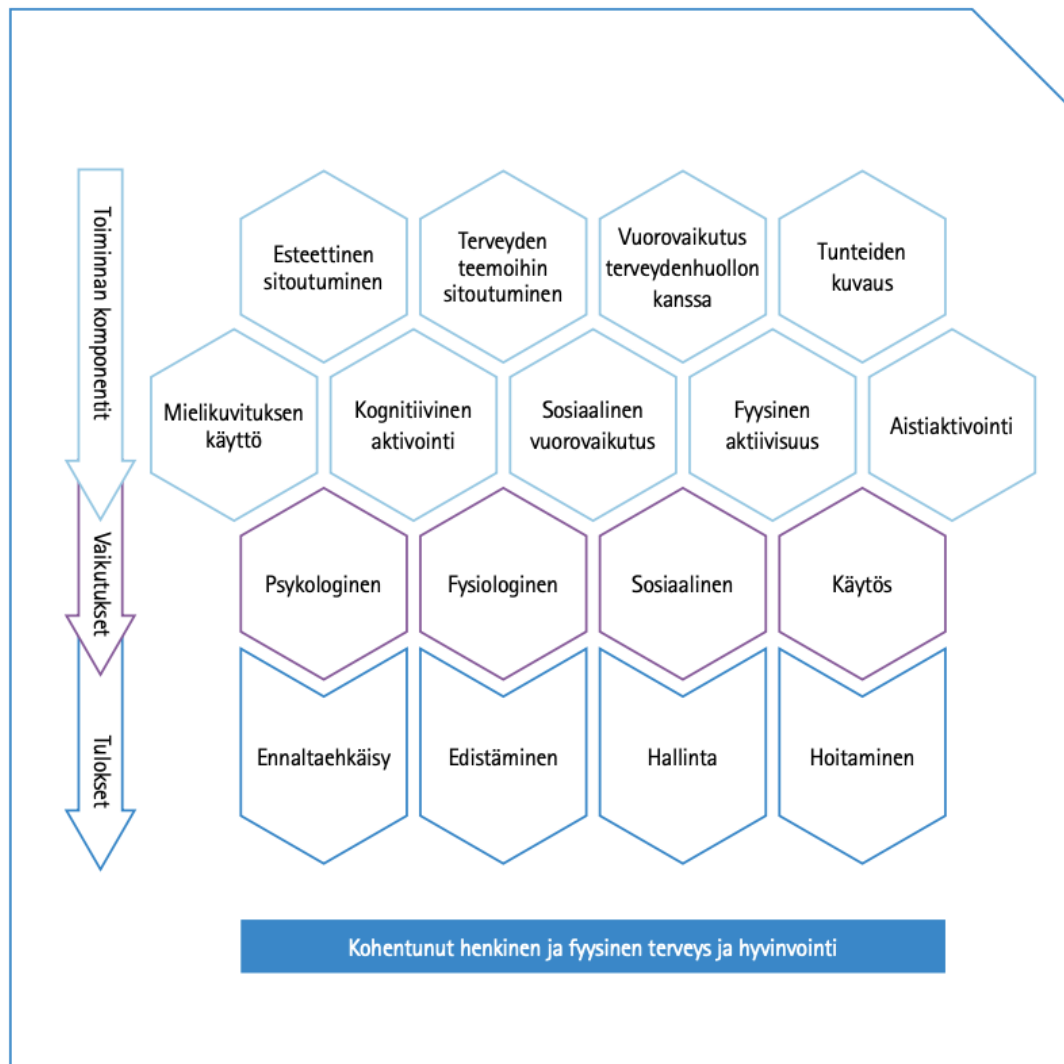 Toiminnan komponentit
Esteettinen
sitoutuminen
Terveyden
teemoihin
sitoutuminen
Vuorovaikutus
terveydenhuollon
kanssa
Tunteiden
kuvaus
Mielikuvituksen
käyttö
Kognitiivinen
aktivointi
Sosiaalinen
vuorovaikutus
Fyysinen
aktiivisuus
Aistiaktivointi
Vaikutukset
Psykologinen
Fysiologinen
Sosiaalinen
Käytös
Tulokset
Ennaltaehkäisy
Edistäminen
Hallinta
Hoitaminen
Kohentunut henkinen ja fyysinen terveys ja hyvinvointi